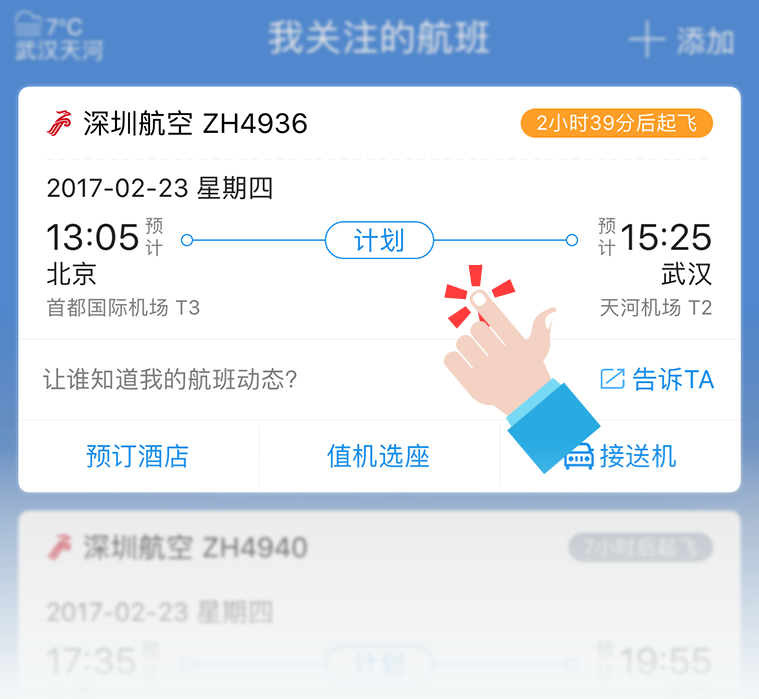 7°C
武汉天河
我关注的航班
添加
深圳航空 ZH4936
2小时39分后起飞
2017-02-23 星期四
13:05 预计
计划
预计 15:25
北京
武汉
首都国际机场 T3
天河机场 T2
让谁知道我的航班动态?
告诉TA
预订酒店
值机选座
接送机
深圳航空 ZH4940
7小时后起飞
2017-02-23 星期四
17:35 预计
计划
预计 19:55